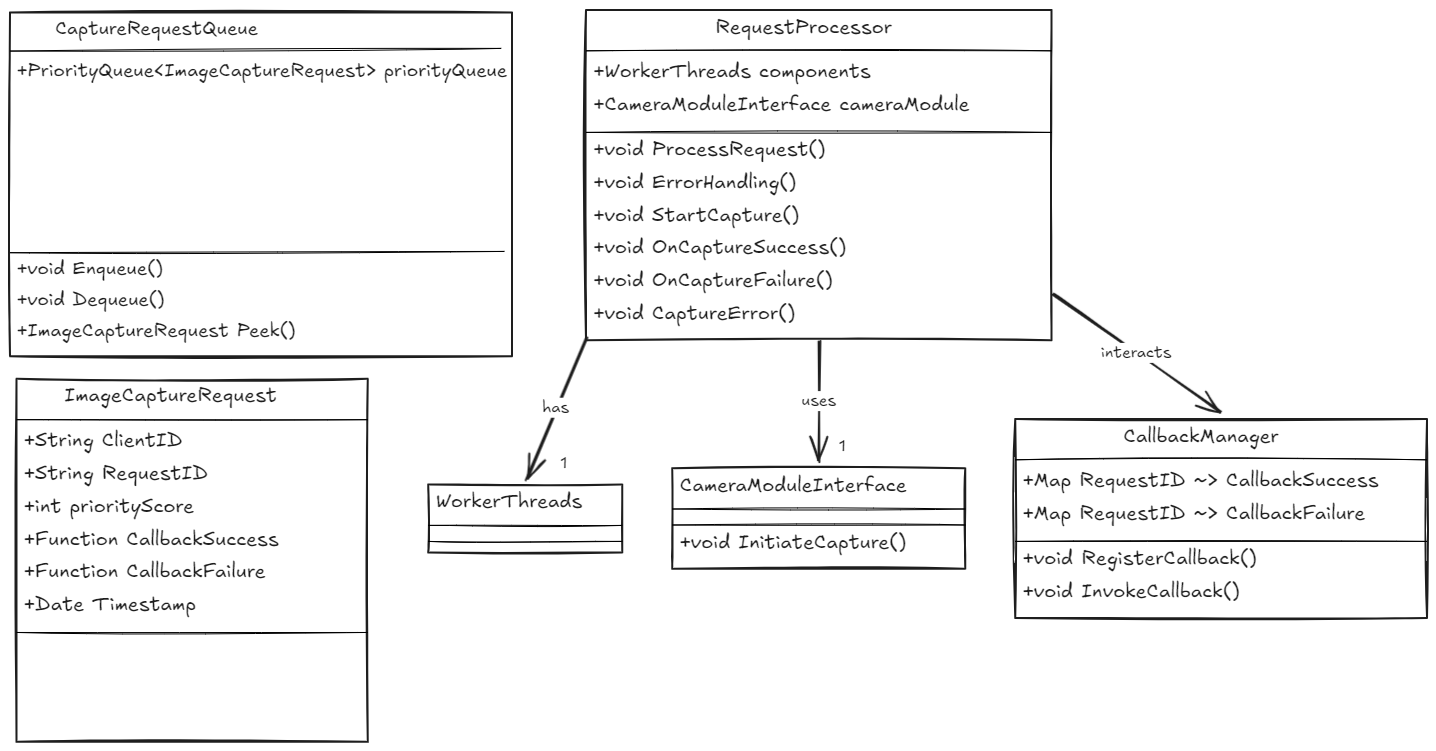 CaptureRequestQueue
+PriorityQueue<ImageCaptureRequest> priorityQueue
+void Enqueue()
+void Dequeue()
+ImageCaptureRequest Peek()
RequestProcessor
+WorkerThreads components
+CameraModuleInterface cameraModule
+void ProcessRequest()
+void ErrorHandling()
+void StartCapture()
+void OnCaptureSuccess()
+void OnCaptureFailure()
+void CaptureError()
ImageCaptureRequest
+String ClientID
+String RequestID
+int priorityScore
+Function CallbackSuccess
+Function CallbackFailure
+Date Timestamp
has
1
uses
1
interacts
WorkerThreads
CameraModuleInterface
+void InitiateCapture()
CallbackManager
+Map RequestID ~> CallbackSuccess
+Map RequestID ~> CallbackFailure
+void RegisterCallback()
+void InvokeCallback()